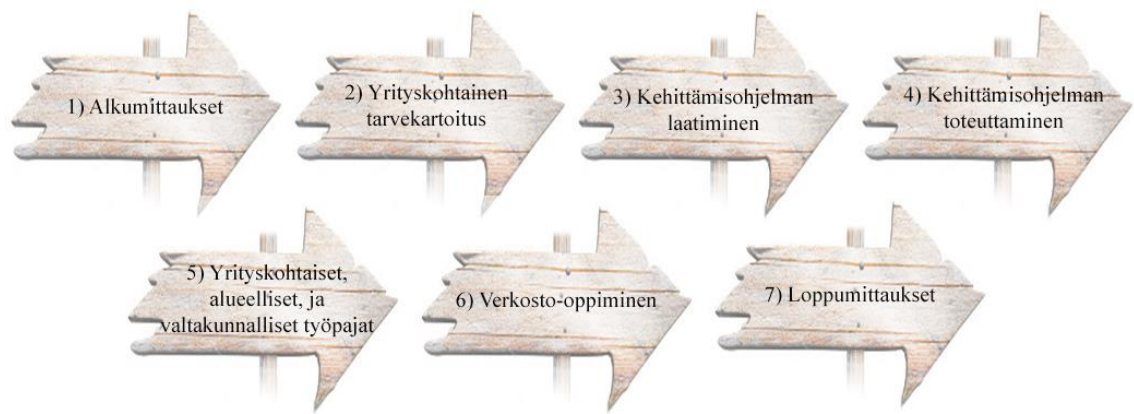 1) Alkumittaukset
2) Yrityskohtainen
tarvekartoitus
3) Kehittämisohjelman
laatiminen
4) Kehittämisohjelman
toteuttaminen
5) Yrityskohtaiset,
alueelliset, ja
valtakunnalliset työpajat
6) Verkosto-oppiminen
7) Loppumittaukset